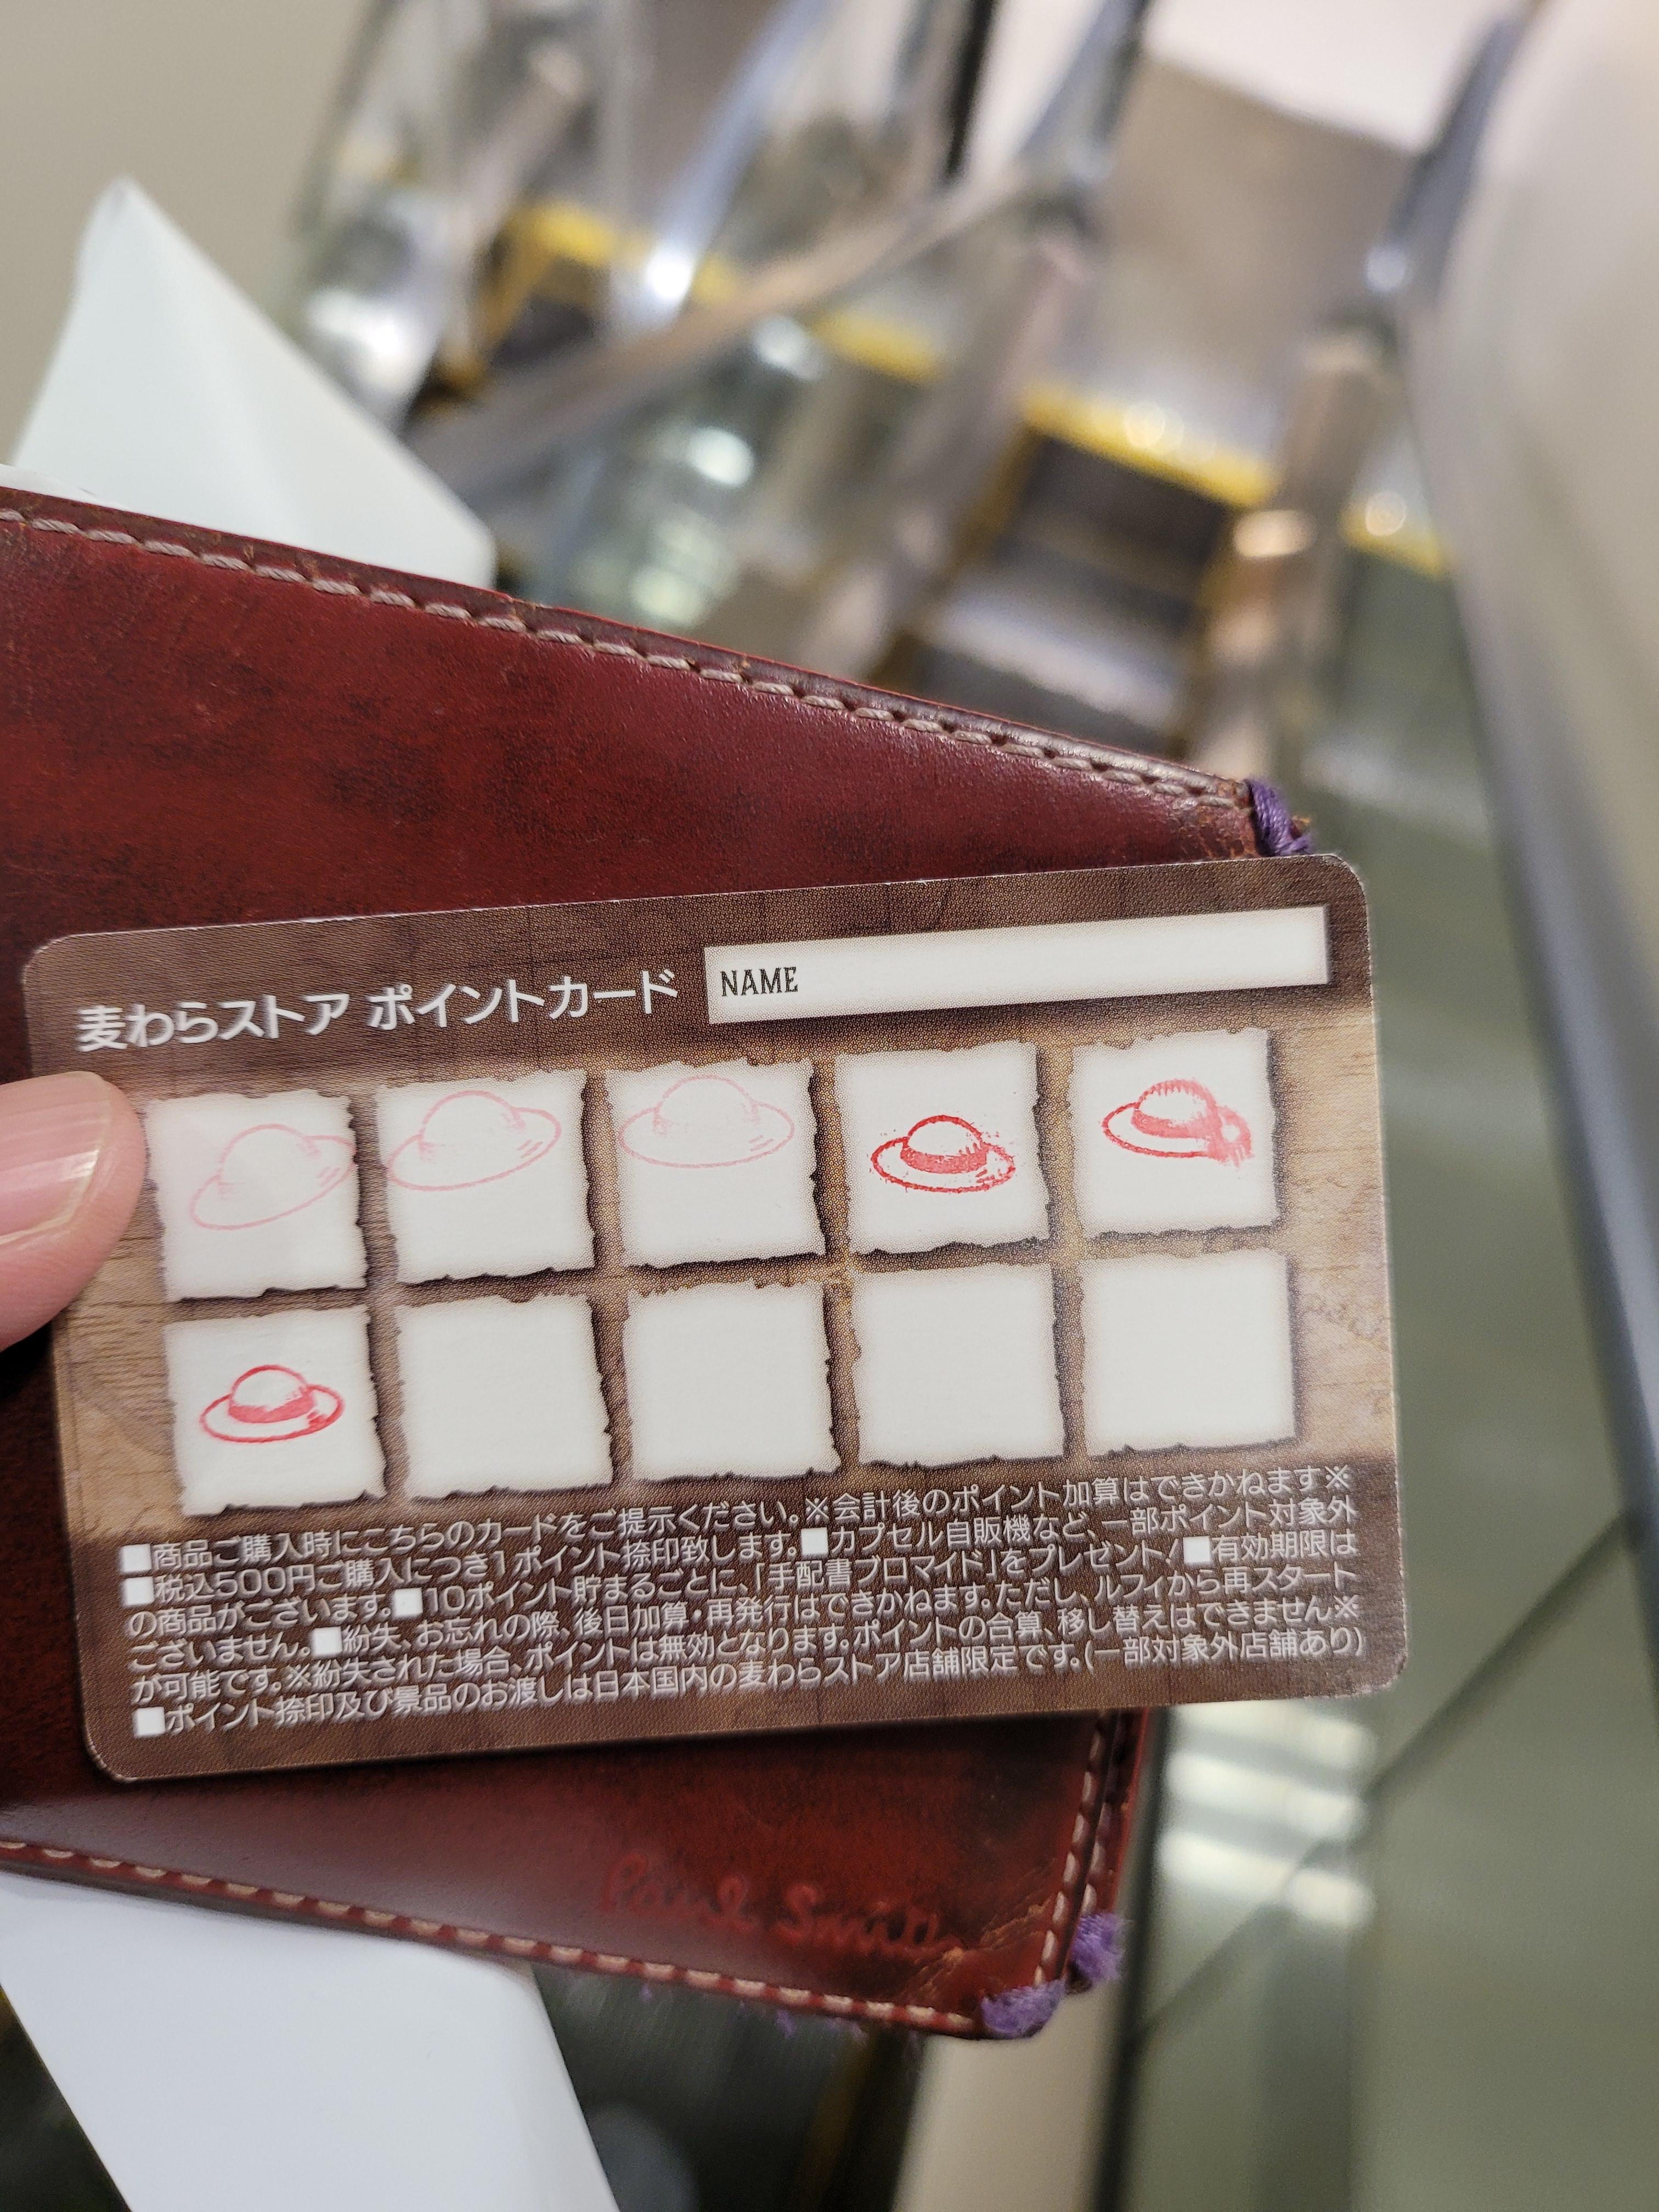 麦わらストア ポイントカード
NAME
■商品ご購入時にこちらのカードをご提示ください。※会計後のポイント加算はできかねます※
■税込500円ご購入につき1ポイント捺印致します。■カプセル自販機など、一部ポイント対象外
の商品がございます。■10ポイント貯まるごとに、「手配書ブロマイド」をプレゼント!■有効期限は
ございません。■紛失、お忘れの際、後日加算・再発行はできかねます。ただし、ルフィから再スタート
が可能です。※紛失された場合、ポイントは無効となります。ポイントの合算、移し替えはできません※
■ポイント捺印及び景品のお渡しは日本国内の麦わらストア店舗限定です。(一部対象外店舗あり)
Paul Smith